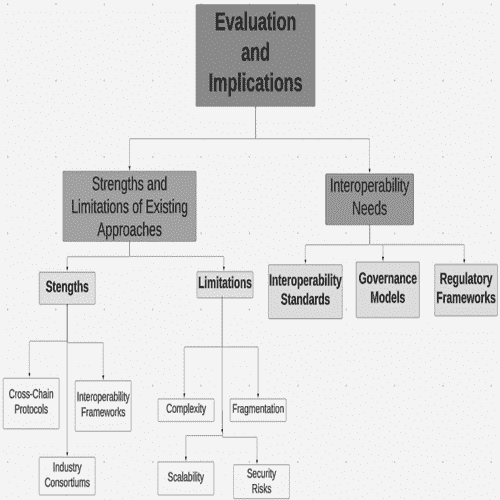 Evaluation
and
Implications
Strengths and
Limitations of Existing
Approaches
Interoperability
Needs
Stengths
Limitations
Interoperability
Standards
Governance
Models
Regulatory
Frameworks
Cross-Chain
Protocols
Interoperability
Frameworks
Industry
Consortiums
Complexity
Fragmentation
Scalability
Security
Risks